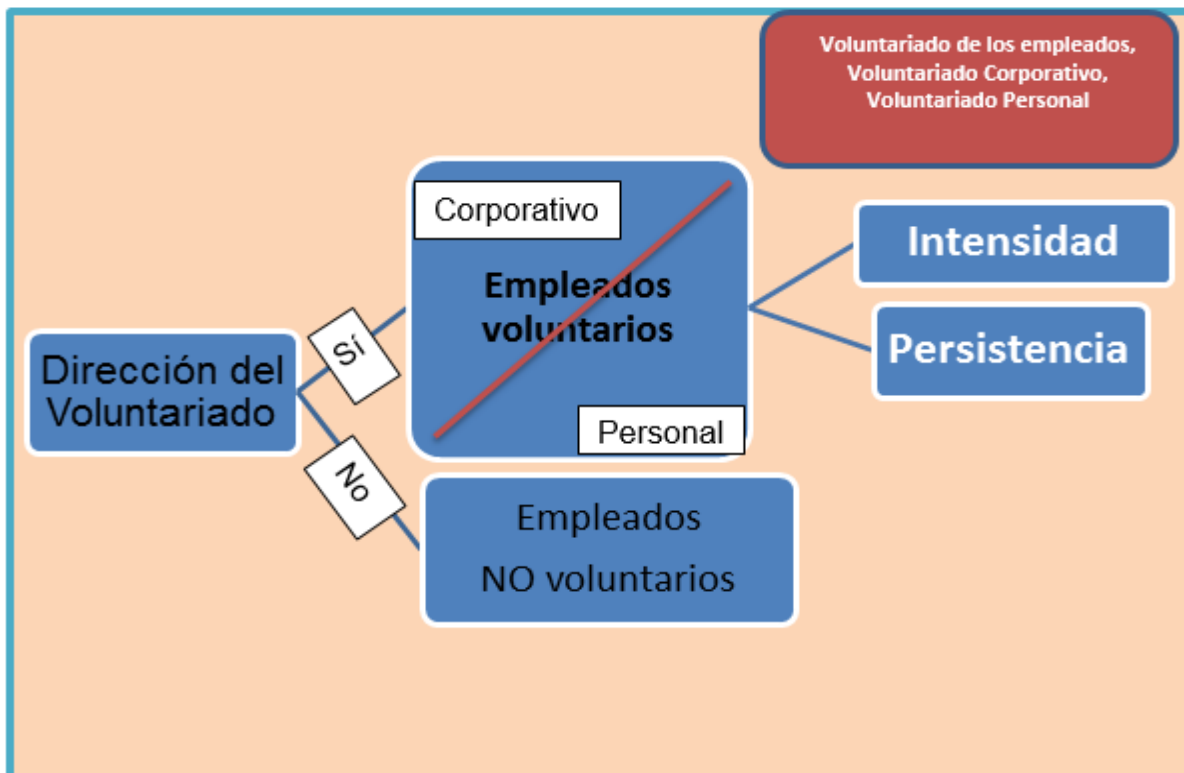 Voluntariado de los empleados,
Voluntariado Corporativo,
Voluntariado Personal
Corporativo
Empleados
voluntarios
Personal
Intensidad
Persistencia
Dirección del
Voluntariado
Sí
No
Empleados
NO voluntarios